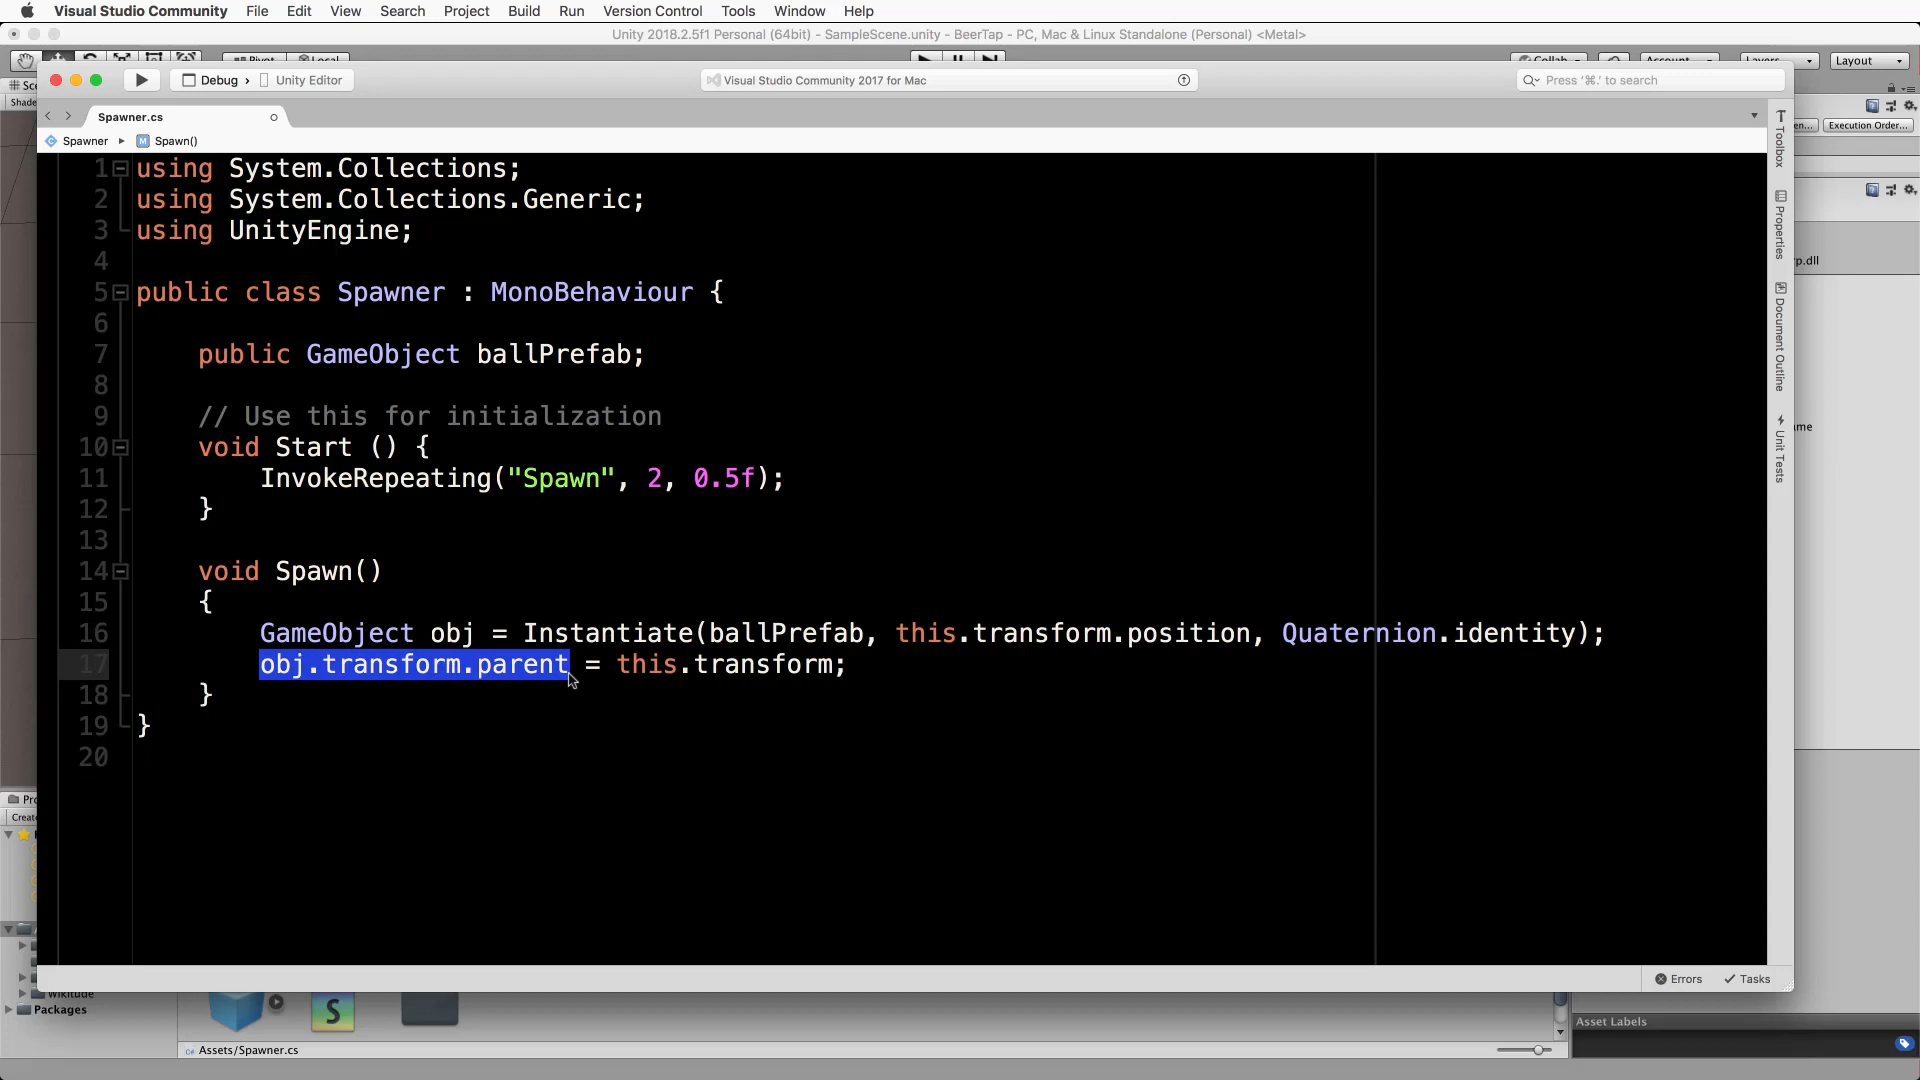 Visual Studio Community File Edit View Search Project Build Run Version Control Tools Window Help
Unity 2018.2.5f1 Personal (64bit) - SampleScene.unity - BeerTap - PC, Mac & Linux Standalone (Personal) <Metal>
Pivot Local Collab Account Layers Layout
Debug › Unity Editor Visual Studio Community 2017 for Mac Press '⌘.' to search
# Sce
Shade
Spawner.cs
Execution Order...
Spawner ▸ M Spawn()
1 using System.Collections;
2 using System.Collections.Generic;
3 using UnityEngine;
4
5 public class Spawner : MonoBehaviour {
6
7 public GameObject ballPrefab;
8
9 // Use this for initialization
10 void Start () {
11 InvokeRepeating("Spawn", 2, 0.5f);
12 }
13
14 void Spawn()
15 {
16 GameObject obj = Instantiate(ballPrefab, this.transform.position, Quaternion.identity);
17 obj.transform.parent = this.transform;
18 }
19 }
20
Toolbox
Properties
Document Outline
Unit Tests
p.dll
ame
Pro
Create
Errors Tasks
Wikitude
Packages
S
Asset Labels
C# Assets/Spawner.cs